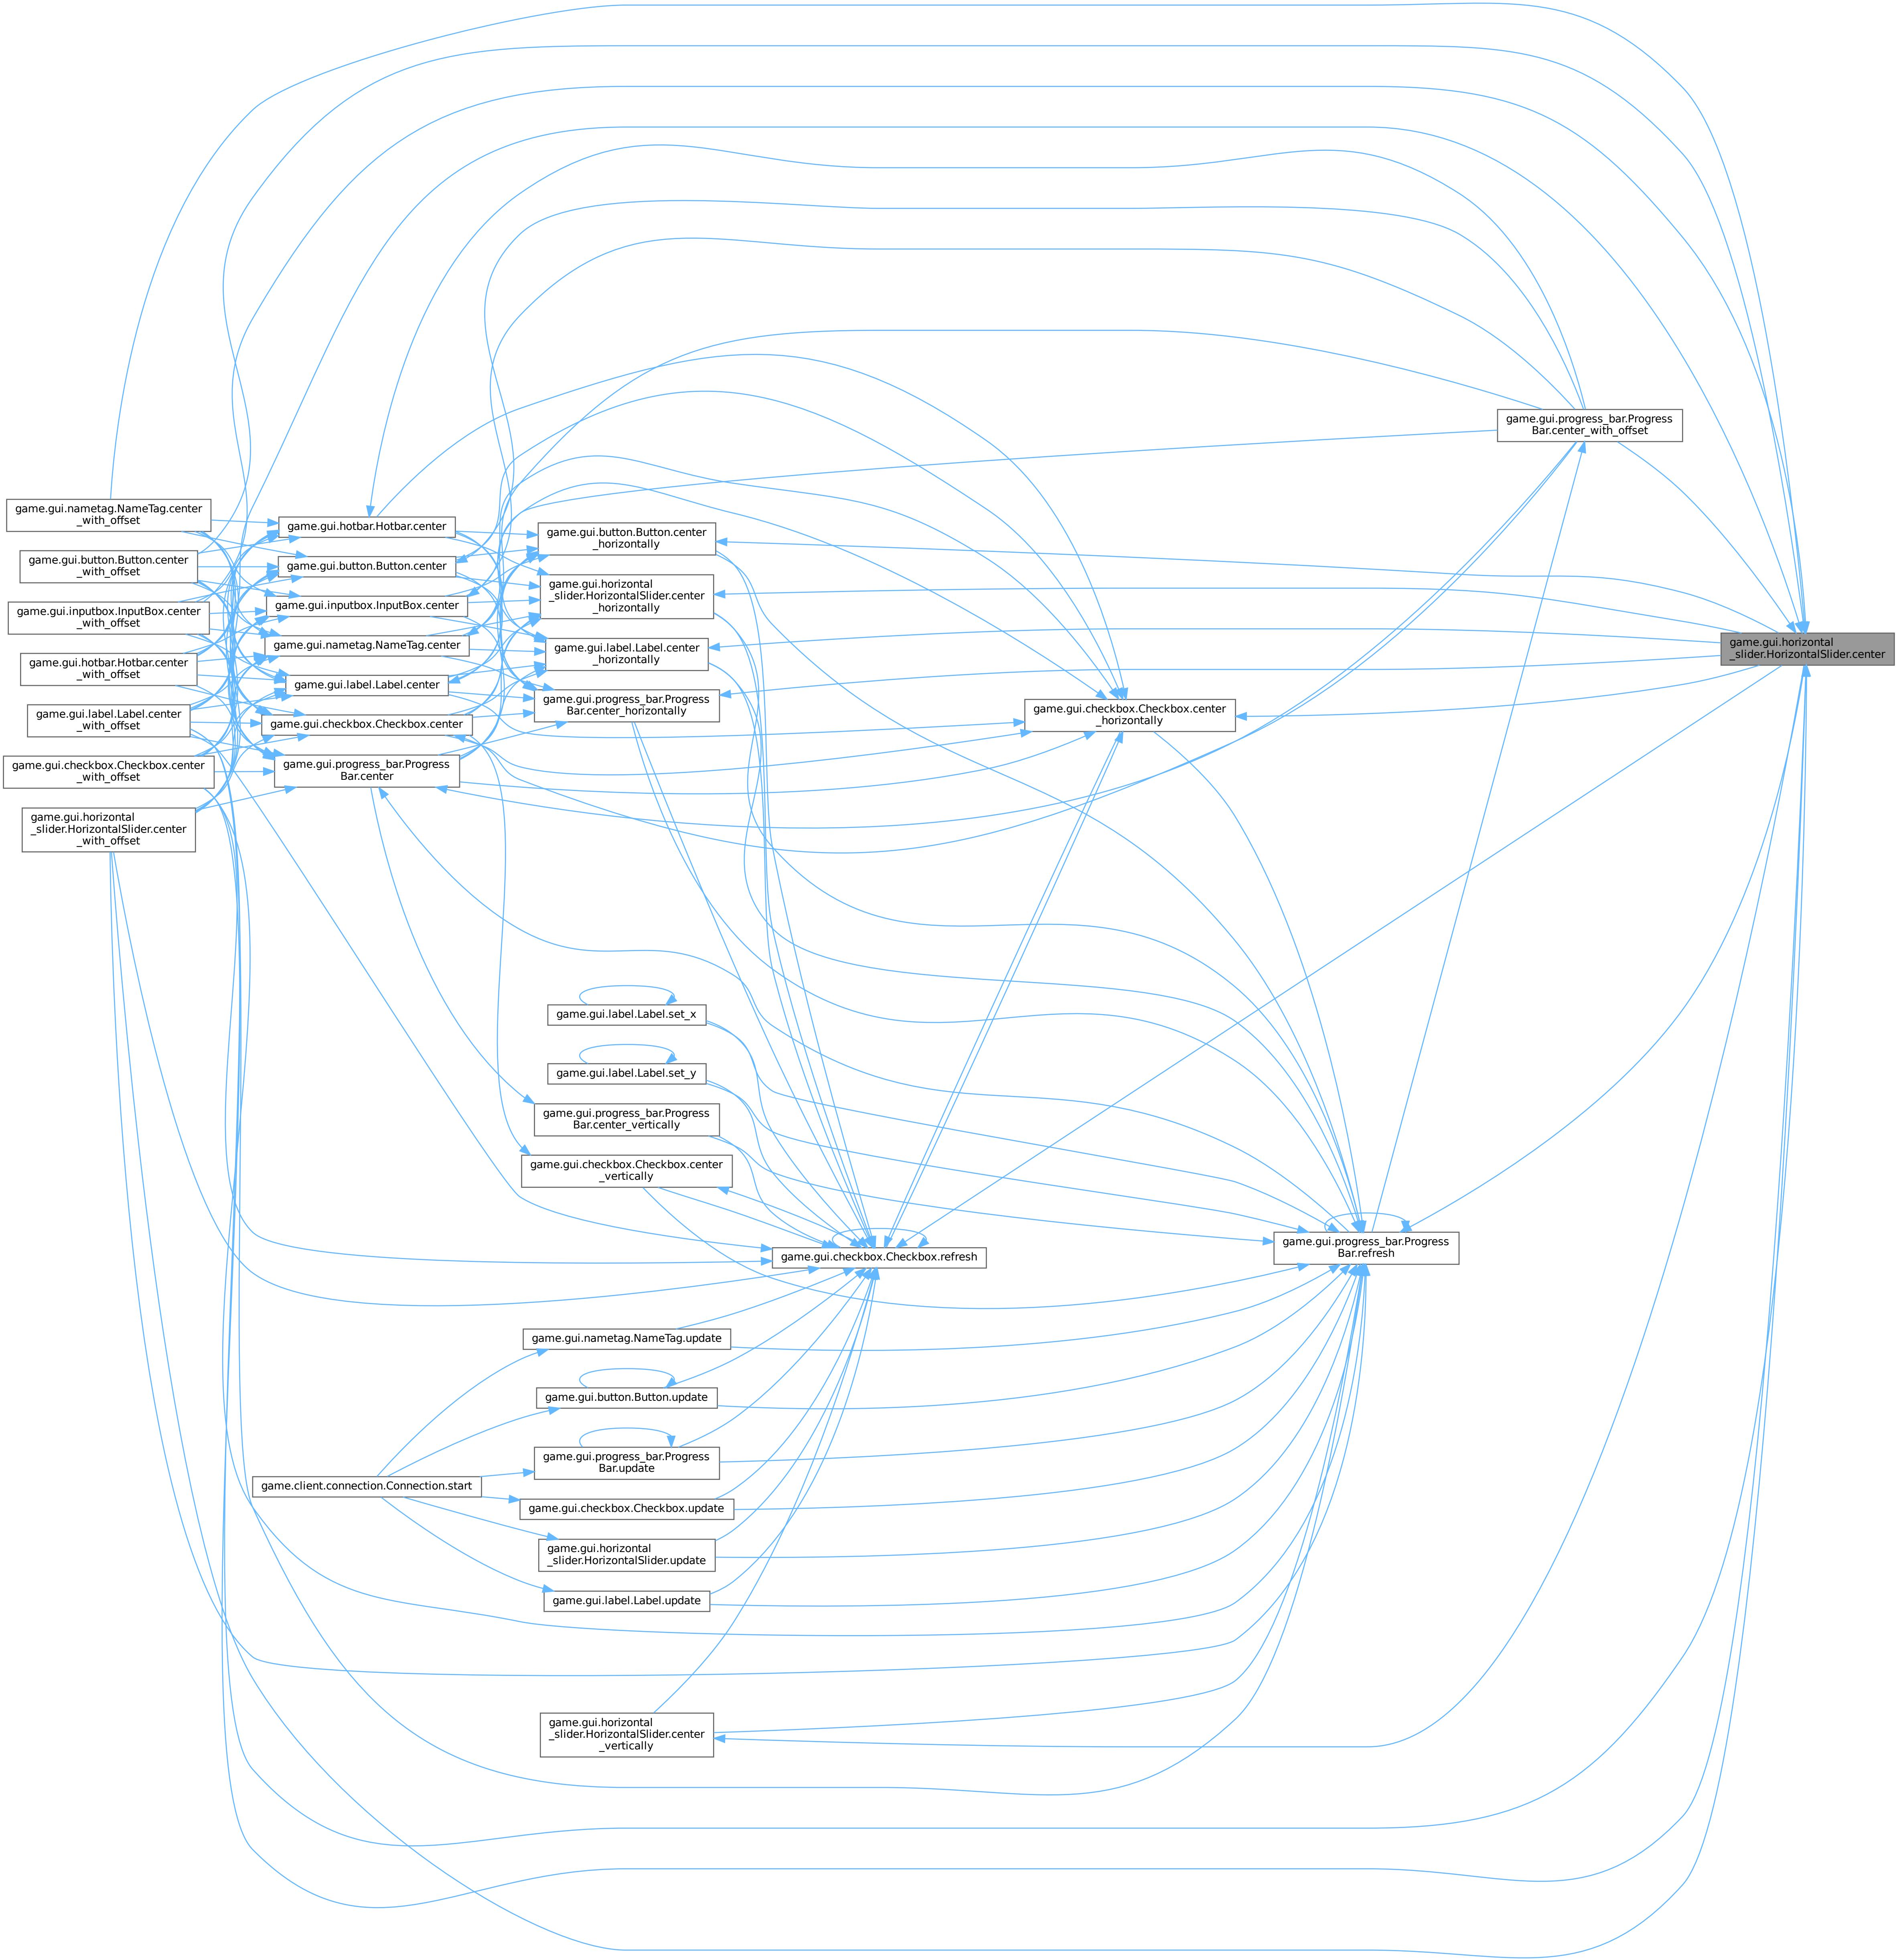 game.gui.nametag.NameTag.center
_with_offset
game.gui.button.Button.center
_with_offset
game.gui.inputbox.InputBox.center
_with_offset
game.gui.hotbar.Hotbar.center
_with_offset
game.gui.label.Label.center
_with_offset
game.gui.checkbox.Checkbox.center
_with_offset
game.gui.horizontal
_slider.HorizontalSlider.center
_with_offset
game.gui.hotbar.Hotbar.center
game.gui.button.Button.center
game.gui.inputbox.InputBox.center
game.gui.nametag.NameTag.center
game.gui.label.Label.center
game.gui.checkbox.Checkbox.center
game.gui.progress_bar.Progress
Bar.center
game.client.connection.Connection.start
game.gui.button.Button.center
_horizontally
game.gui.horizontal
_slider.HorizontalSlider.center
_horizontally
game.gui.label.Label.center
_horizontally
game.gui.progress_bar.Progress
Bar.center_horizontally
game.gui.label.Label.set_x
game.gui.label.Label.set_y
game.gui.progress_bar.Progress
Bar.center_vertically
game.gui.checkbox.Checkbox.center
_vertically
game.gui.nametag.NameTag.update
game.gui.button.Button.update
game.gui.progress_bar.Progress
Bar.update
game.gui.checkbox.Checkbox.update
game.gui.horizontal
_slider.HorizontalSlider.update
game.gui.label.Label.update
game.gui.horizontal
_slider.HorizontalSlider.center
_vertically
game.gui.checkbox.Checkbox.refresh
game.gui.checkbox.Checkbox.center
_horizontally
game.gui.progress_bar.Progress
Bar.refresh
game.gui.progress_bar.Progress
Bar.center_with_offset
game.gui.horizontal
_slider.HorizontalSlider.center